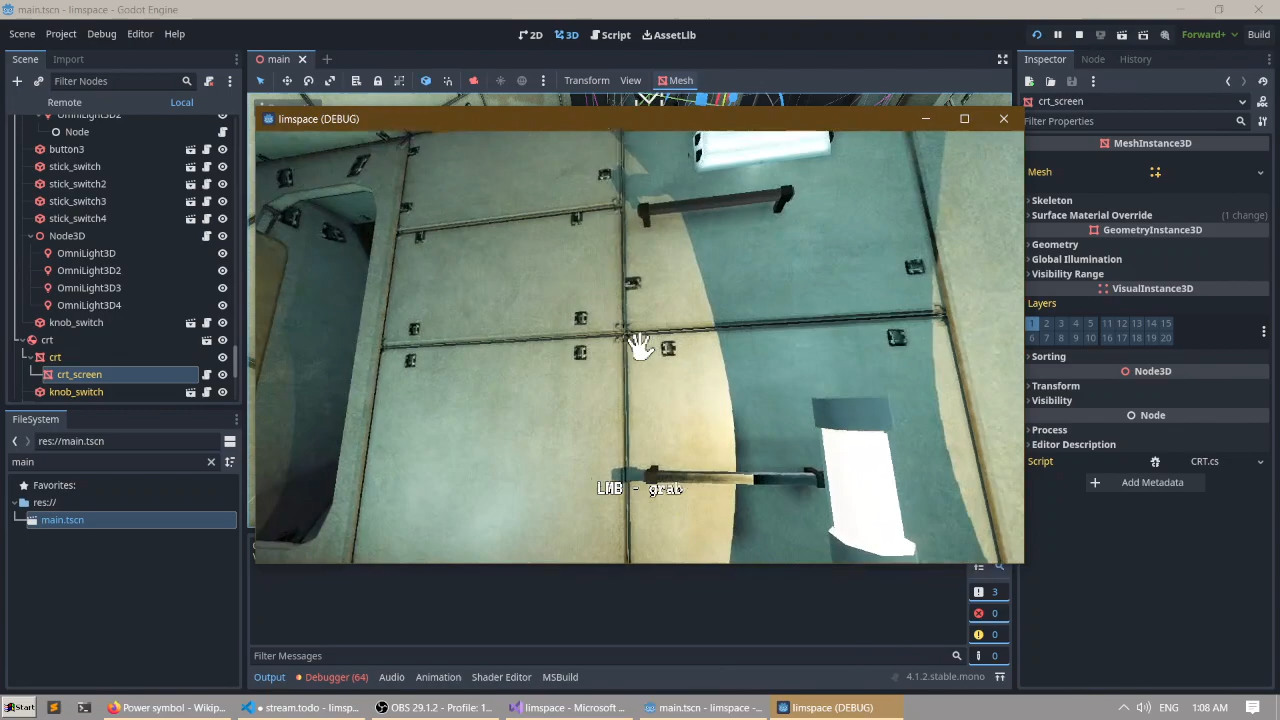 main.tscn - limspace - Godot Engine
Scene Project Debug Editor Help
2D 3D Script AssetLib
Forward+ Build
Scene Import
main
Inspector Node History
Filter Nodes
Transform View Mesh
Remote Local
crt_screen
Filter Properties
OmniLight3D2
Node
button3
stick_switch
stick_switch2
stick_switch3
stick_switch4
Node3D
OmniLight3D
OmniLight3D2
OmniLight3D3
OmniLight3D4
knob_switch
crt
crt
crt_screen
knob_switch
limspace (DEBUG)
LMB - grab
MeshInstance3D
Mesh
Skeleton
Surface Material Override (1 change)
GeometryInstance3D
Geometry
Global Illumination
Visibility Range
VisualInstance3D
Layers
1 2 3 4 5 11 12 13 14 15
6 7 8 9 10 16 17 18 19 20
Sorting
Node3D
Transform
Visibility
Node
Process
Editor Description
Script CRT.cs
Add Metadata
FileSystem
res://main.tscn
main
Favorites:
res://
main.tscn
3
0
0
0
Filter Messages
Output Debugger (64) Audio Animation Shader Editor MSBuild
4.1.2.stable.mono
Start
Power symbol - Wikip...
stream.todo - limsp...
OBS 29.1.2 - Profile: 1...
limspace - Microsoft ...
main.tscn - limspace ...
limspace (DEBUG)
ENG
1:08 AM